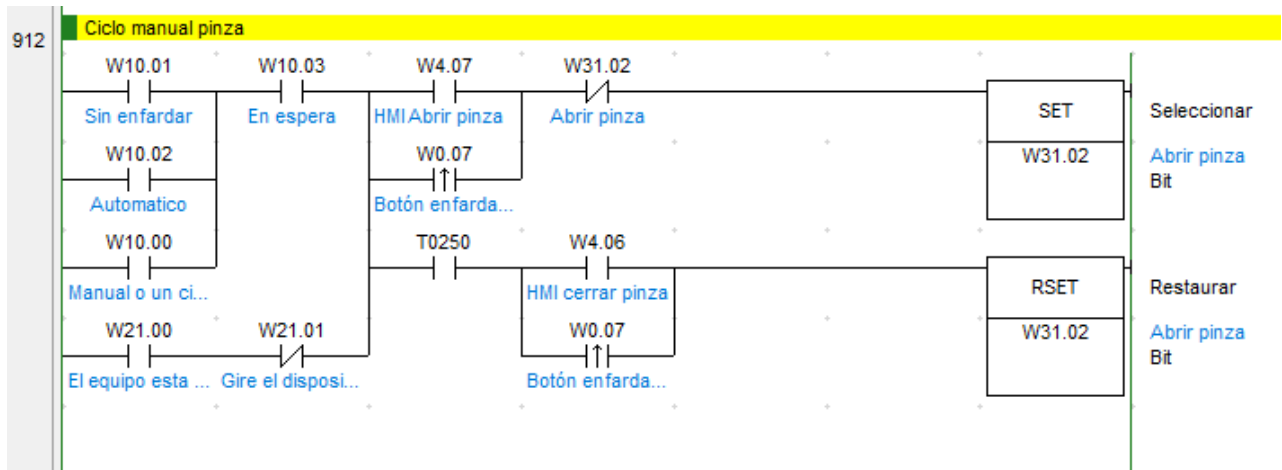 912
Ciclo manual pinza
W10.01 W10.03 W4.07 W31.02
Sin enfardar En espera HMI Abrir pinza Abrir pinza
SET Seleccionar
W10.02 W0.07
W31.02 Abrir pinza
Bit
Automatico Botón enfarda...
W10.00 T0250 W4.06
Manual o un ci... HMI cerrar pinza
RSET Restaurar
W21.00 W21.01 W0.07
W31.02 Abrir pinza
Bit
El equipo esta ... Gire el disposi... Botón enfarda...